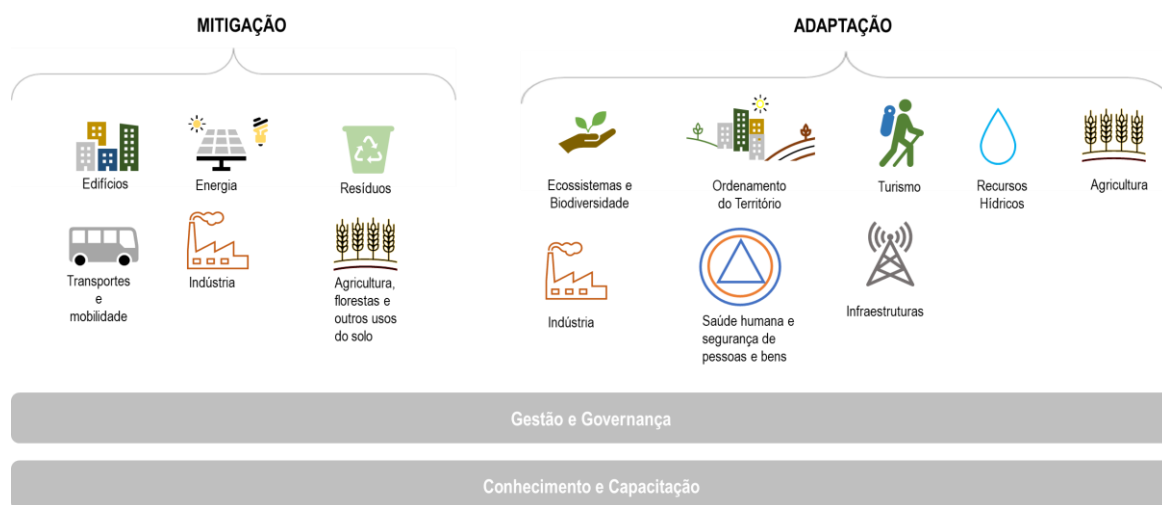 MITIGAÇÃO
Edifícios
Energia
Resíduos
Transportes
e
mobilidade
Indústria
Agricultura,
florestas e
outros usos
do solo
ADAPTAÇÃO
Ecossistemas e
Biodiversidade
Ordenamento
do Território
Turismo
Recursos
Hídricos
Agricultura
Indústria
Saúde humana e
segurança de
pessoas e bens
Infraestruturas
Gestão e Governança
Conhecimento e Capacitação